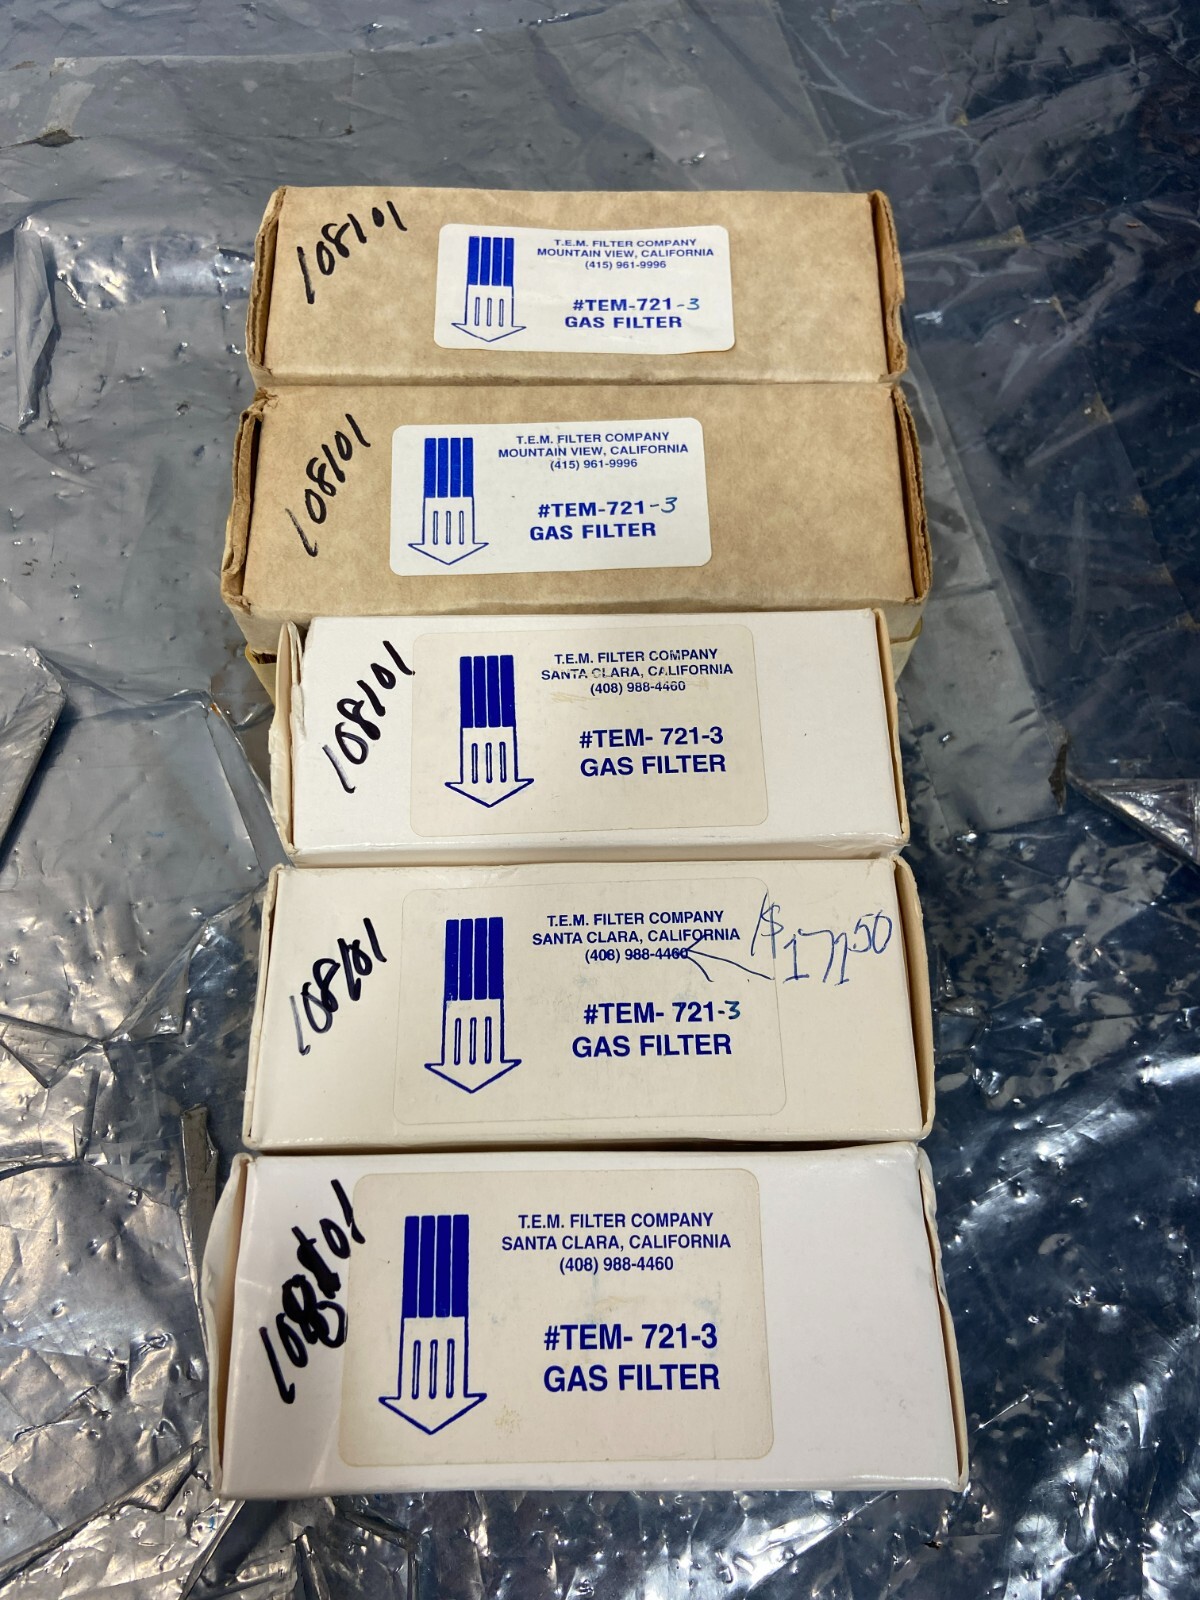 108101
T.E.M. FILTER COMPANY
MOUNTAIN VIEW, CALIFORNIA
(415) 961-9996
#TEM-721-3
GAS FILTER
108101
T.E.M. FILTER COMPANY
MOUNTAIN VIEW, CALIFORNIA
(415) 961-9996
#TEM-721-3
GAS FILTER
108101
T.E.M. FILTER COMPANY
SANTA CLARA, CALIFORNIA
(408) 988-4460
#TEM- 721-3
GAS FILTER
108101
T.E.M. FILTER COMPANY
SANTA CLARA, CALIFORNIA
(408) 988-4460
$171.50
#TEM- 721-3
GAS FILTER
108101
T.E.M. FILTER COMPANY
SANTA CLARA, CALIFORNIA
(408) 988-4460
#TEM- 721-3
GAS FILTER